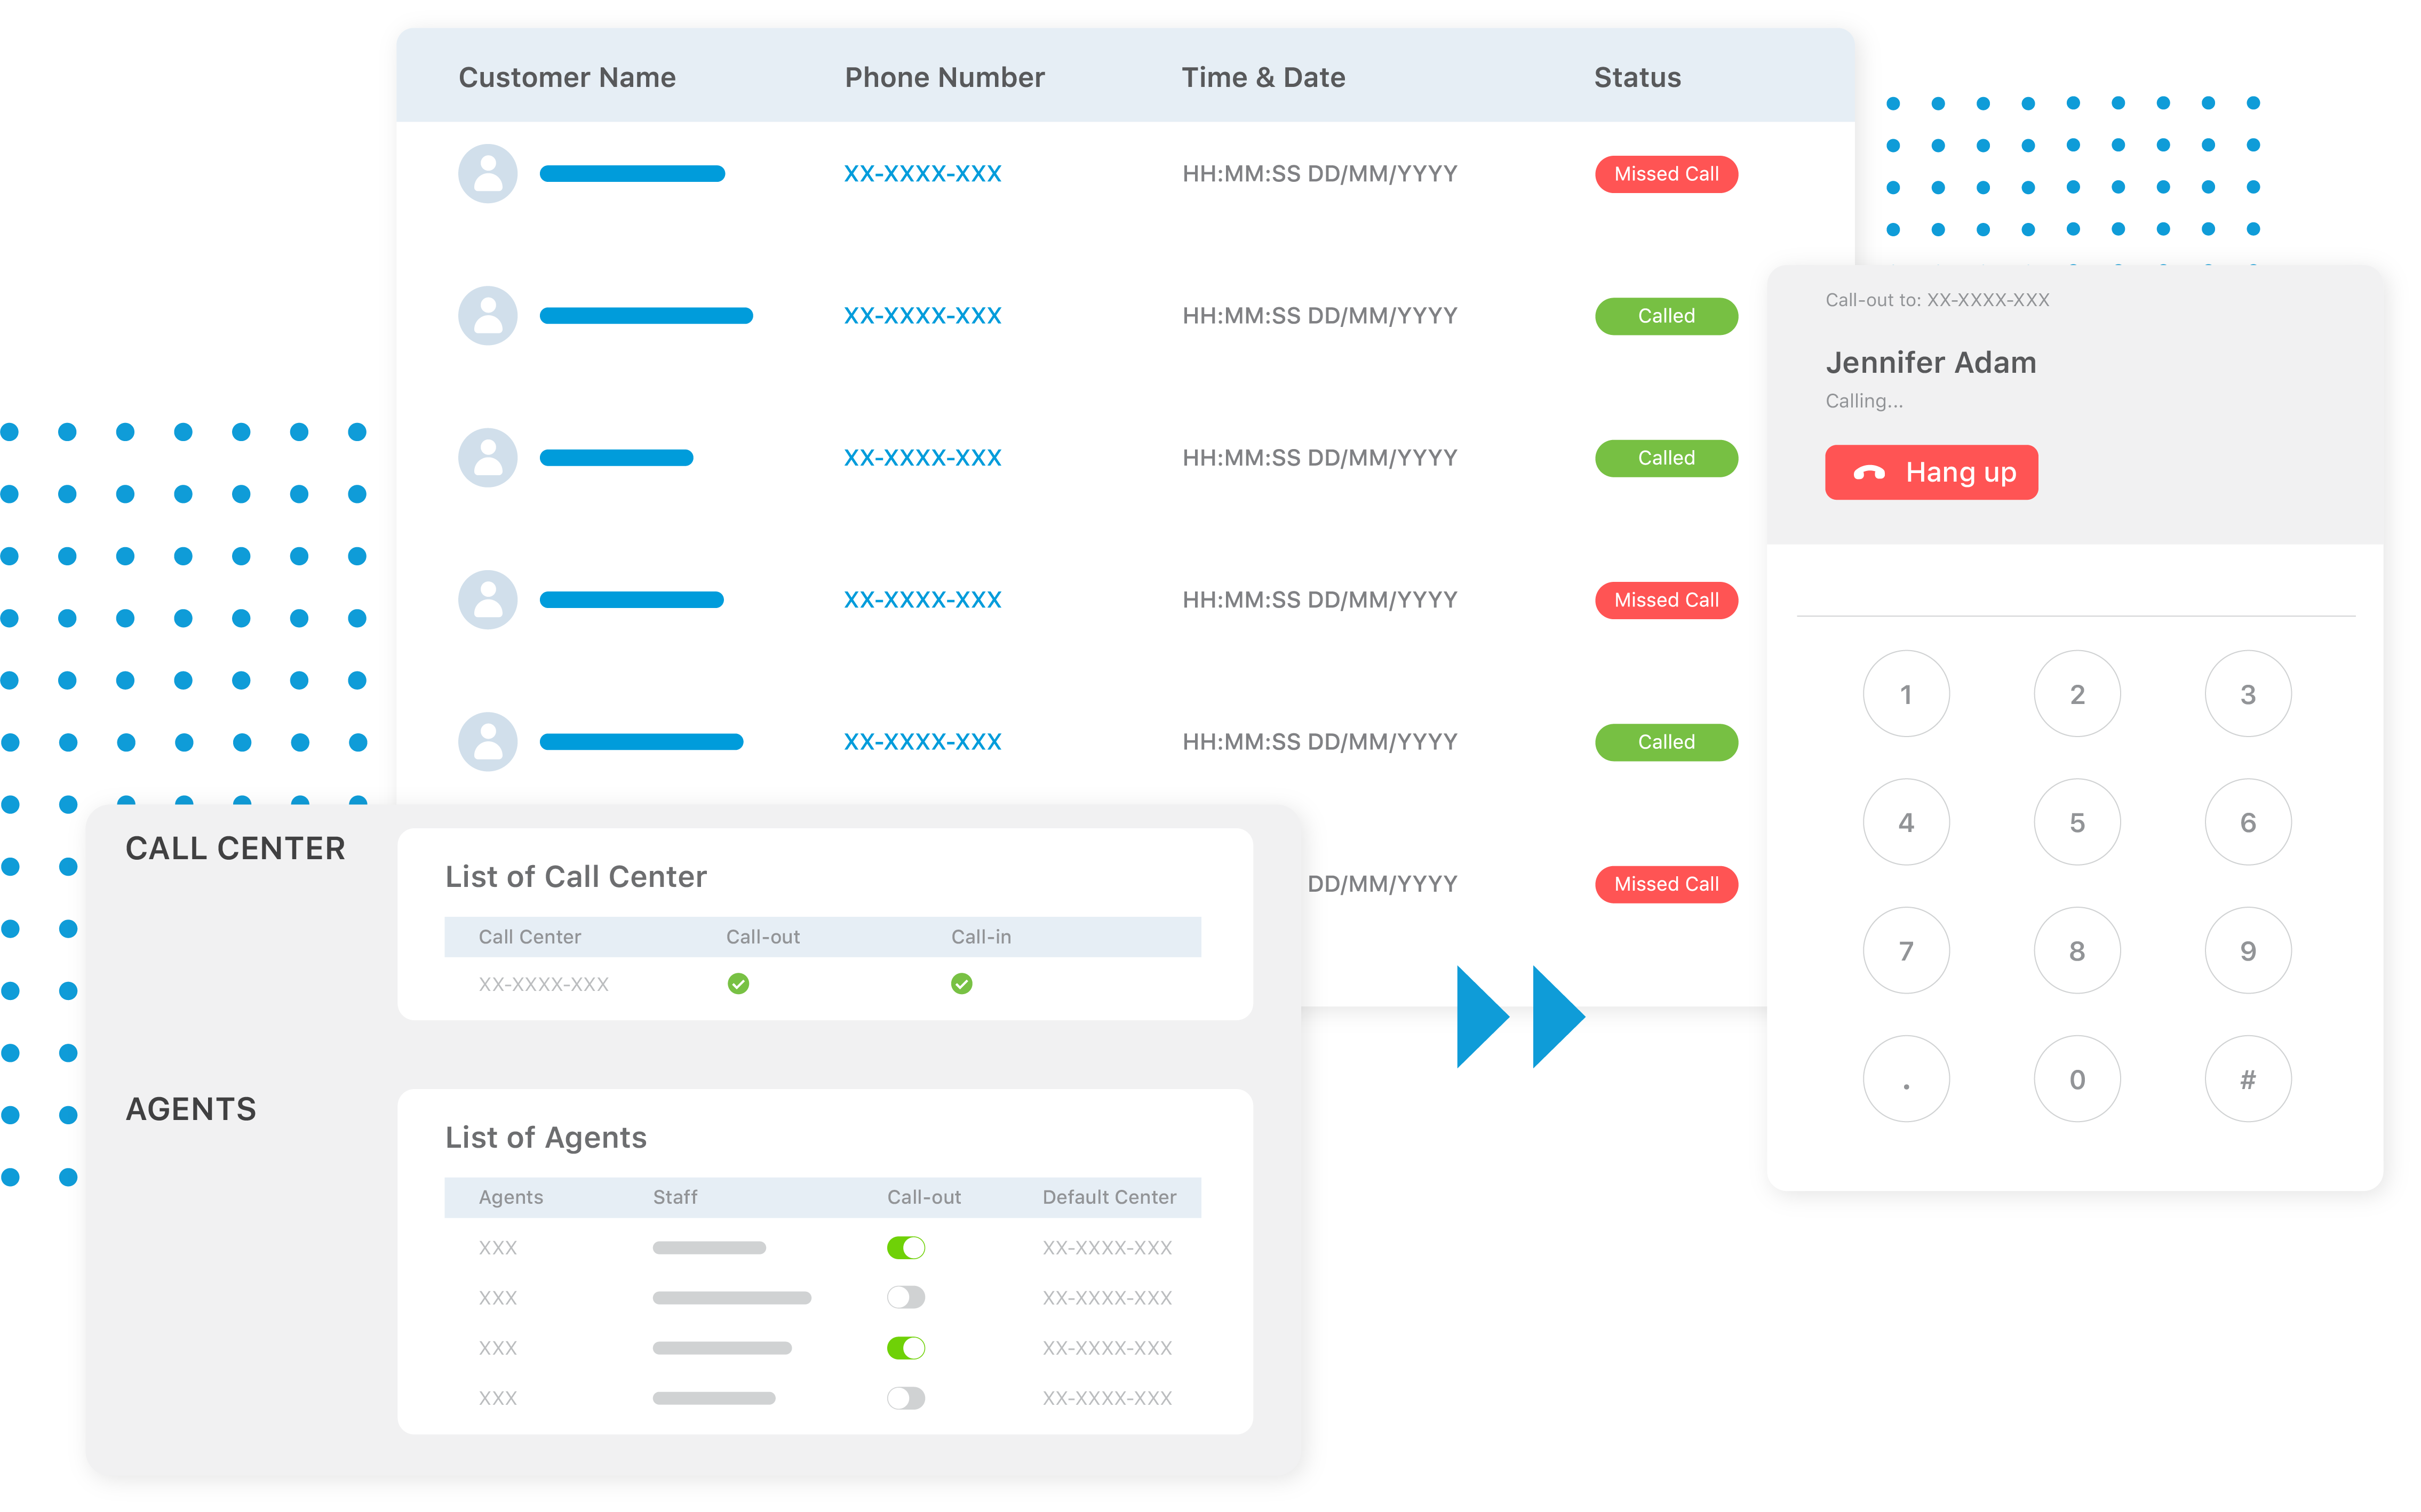 Customer Name Phone Number Time & Date Status
XX-XXXX-XXX HH:MM:SS DD/MM/YYYY Missed Call
XX-XXXX-XXX HH:MM:SS DD/MM/YYYY Called
XX-XXXX-XXX HH:MM:SS DD/MM/YYYY Called
XX-XXXX-XXX HH:MM:SS DD/MM/YYYY Missed Call
XX-XXXX-XXX HH:MM:SS DD/MM/YYYY Called
DD/MM/YYYY Missed Call
Call-out to: XX-XXXX-XXX
Jennifer Adam
Calling...
Hang up
1 2 3
4 5 6
7 8 9
. 0 #
CALL CENTER
List of Call Center
Call Center Call-out Call-in
XX-XXXX-XXX
AGENTS
List of Agents
Agents Staff Call-out Default Center
XXX XX-XXXX-XXX
XXX XX-XXXX-XXX
XXX XX-XXXX-XXX
XXX XX-XXXX-XXX